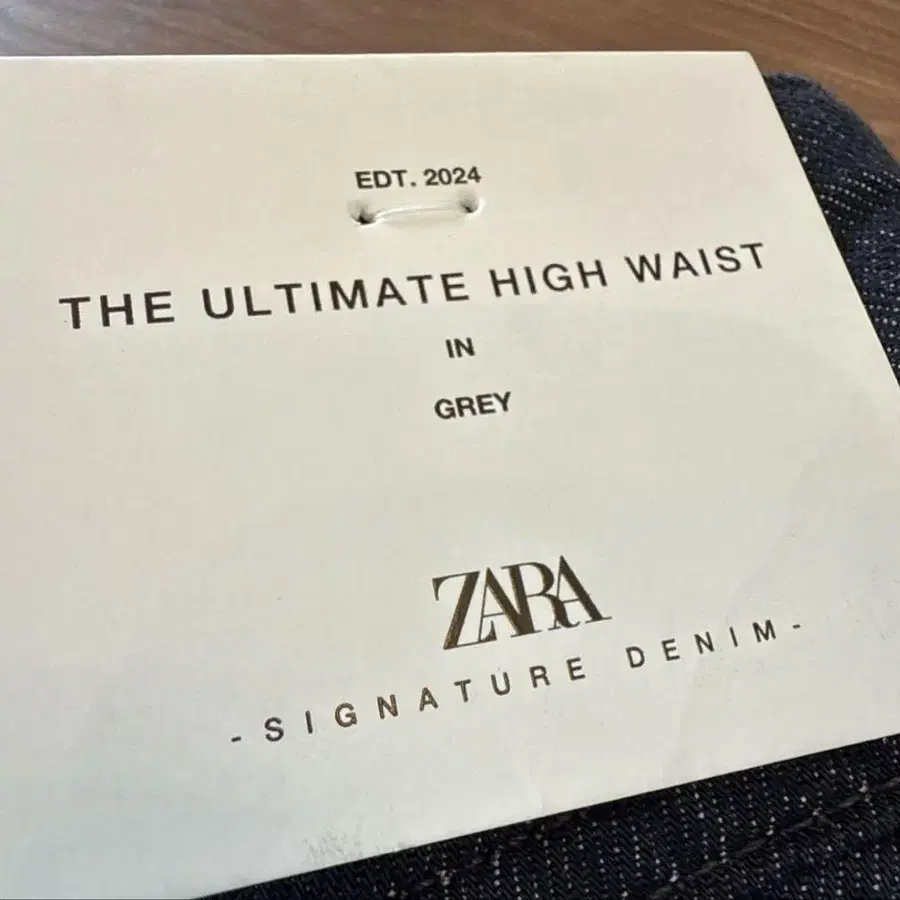 EDT. 2024
THE ULTIMATE HIGH WAIST
IN
GREY
ZARA
-SIGNATURE DENIM-